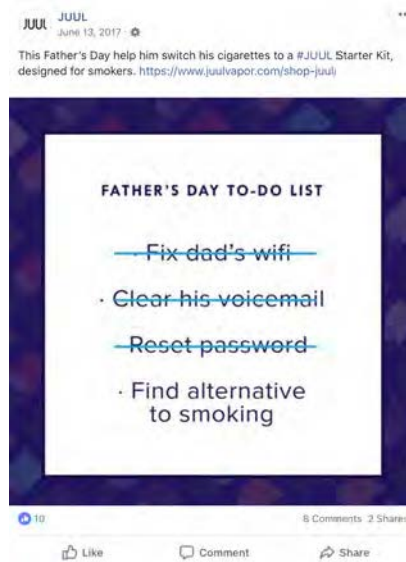 JUUL JUUL
June 13, 2017
This Father's Day help him switch his cigarettes to a #JUUL Starter Kit,
designed for smokers. https://www.juulvapor.com/shop-juul/
FATHER'S DAY TO-DO LIST
· Fix dad's wifi
· Clear his voicemail
Reset password
· Find alternative
to smoking
10 8 Comments 2 Shares
Like Comment Share